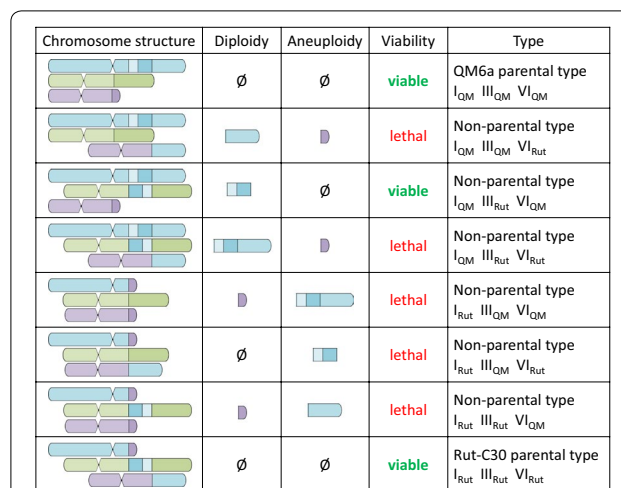 Chromosome structure Diploidy Aneuploidy Viability Type
Ø Ø viable QM6a parental type
I_QM III_QM VI_QM
lethal Non-parental type
I_QM III_QM VI_Rut
Ø viable Non-parental type
I_QM III_Rut VI_QM
lethal Non-parental type
I_QM III_Rut VI_Rut
lethal Non-parental type
I_Rut III_QM VI_QM
Ø lethal Non-parental type
I_Rut III_QM VI_Rut
lethal Non-parental type
I_Rut III_Rut VI_QM
Ø Ø viable Rut-C30 parental type
I_Rut III_Rut VI_Rut